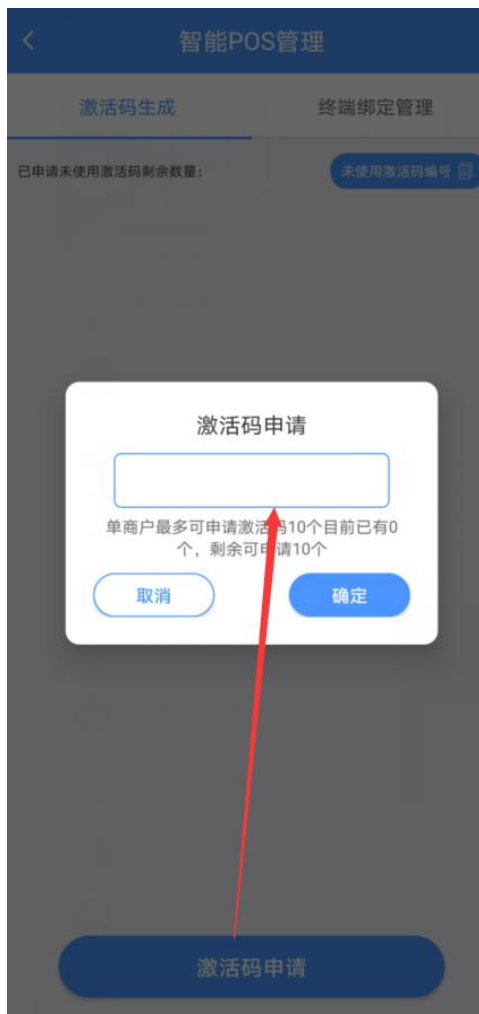 智能POS管理
激活码生成
终端绑定管理
已申请未使用激活码剩余数量:
未使用激活码编号
激活码申请
单商户最多可申请激活码10个目前已有0
个，剩余可申请10个
取消
确定
激活码申请